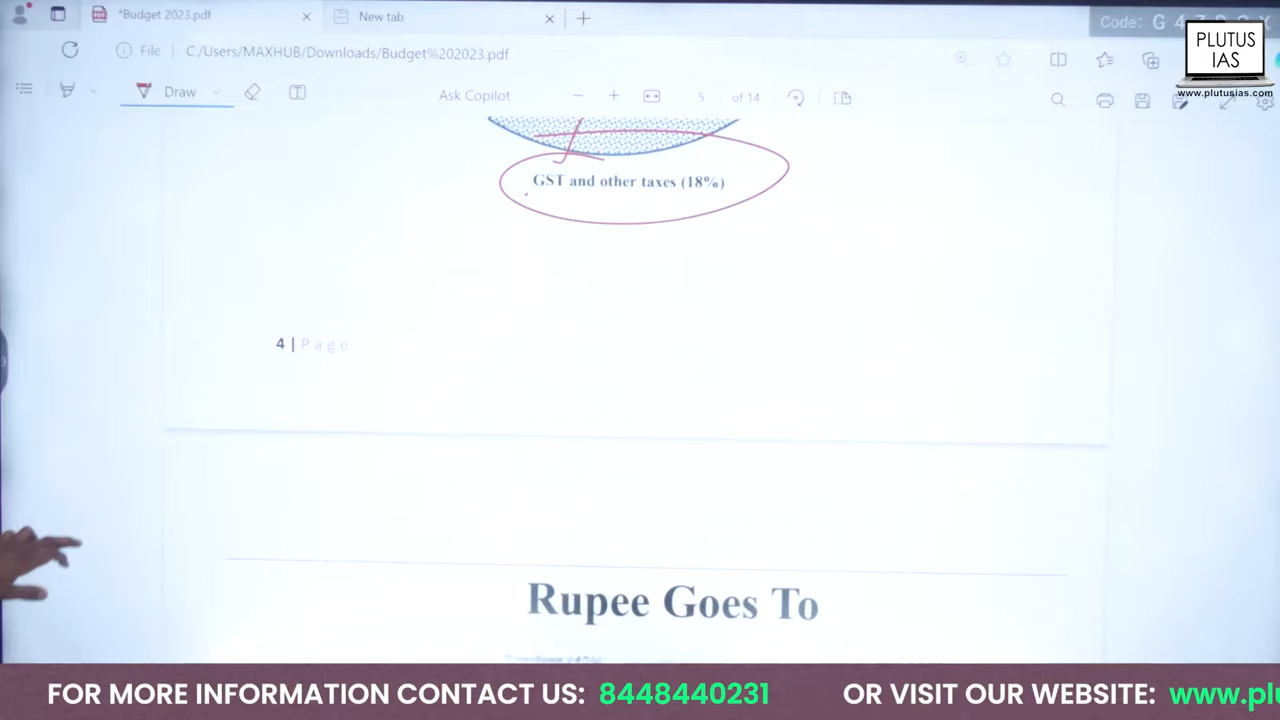 *Budget 2023.pdf
New tab
Code: G 4
PLUTUS
IAS
www.plutusias.com
File | C:/Users/MAXHUB/Downloads/Budget%202023.pdf
Draw
Ask Copilot
5 of 14
GST and other taxes (18%)
4 | Page
Rupee Goes To
FOR MORE INFORMATION CONTACT US: 8448440231 OR VISIT OUR WEBSITE: www.plu